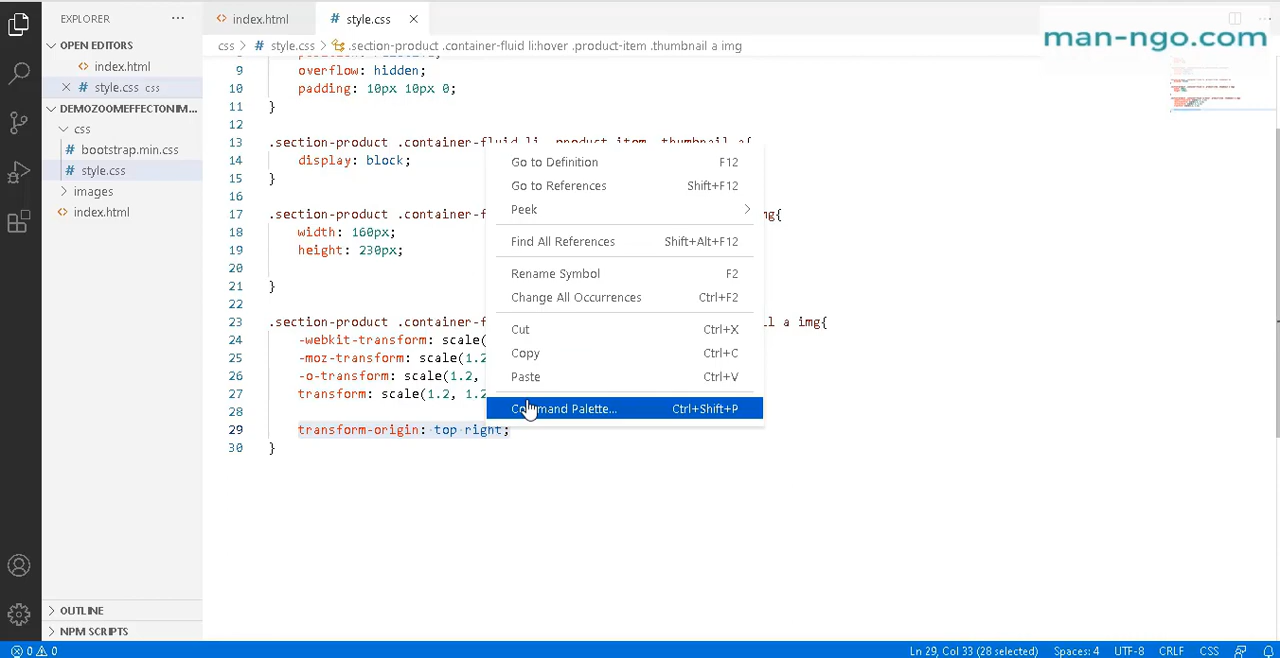 EXPLORER
OPEN EDITORS
index.html
style.css css
DEMOZOOMEFFECTONIM...
css
bootstrap.min.css
style.css
images
index.html
OUTLINE
NPM SCRIPTS
index.html
style.css
css > style.css > .section-product .container-fluid li:hover .product-item .thumbnail a img
man-ngo.com
9 overflow: hidden;
10 padding: 10px 10px 0;
11 }
12
13 .section-product .container-fluid li
14 display: block;
15 }
16
17 .section-product .container-f
18 width: 160px;
19 height: 230px;
20
21 }
22
23 .section-product .container-f ll a img{
24 -webkit-transform: scale(
25 -moz-transform: scale(1.2
26 -o-transform: scale(1.2,
27 transform: scale(1.2, 1.2
28
29 transform-origin: top right;
30 }
Go to Definition F12
Go to References Shift+F12
Peek
Find All References Shift+Alt+F12
Rename Symbol F2
Change All Occurrences Ctrl+F2
Cut Ctrl+X
Copy Ctrl+C
Paste Ctrl+V
Command Palette... Ctrl+Shift+P
0 0
Ln 29, Col 33 (28 selected) Spaces: 4 UTF-8 CRLF CSS